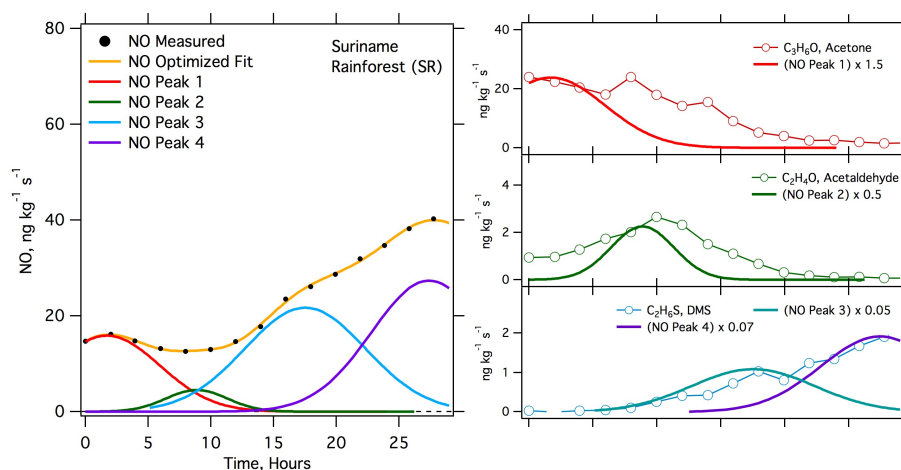 80
60
40
20
0
NO, ng kg⁻¹ s⁻¹
NO Measured
NO Optimized Fit
NO Peak 1
NO Peak 2
NO Peak 3
NO Peak 4
Suriname
Rainforest (SR)
0 5 10 15 20 25
Time, Hours
40
20
0
ng kg⁻¹ s⁻¹
C₃H₆O, Acetone
(NO Peak 1) x 1.5
4
2
0
ng kg⁻¹ s⁻¹
C₂H₄O, Acetaldehyde
(NO Peak 2) x 0.5
2
1
0
ng kg⁻¹ s⁻¹
C₂H₆S, DMS (NO Peak 3) x 0.05
(NO Peak 4) x 0.07